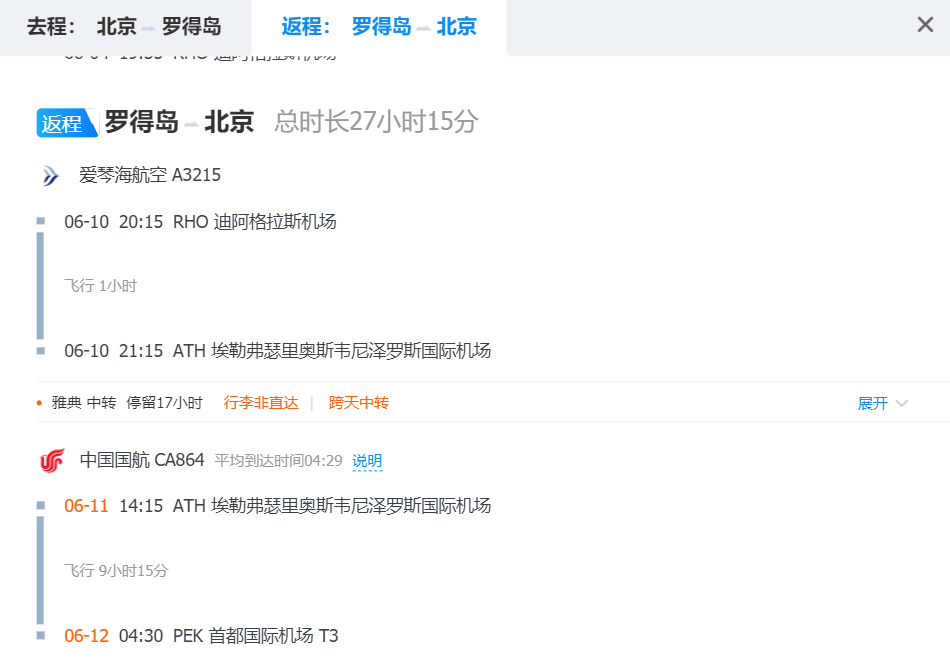 去程： 北京 罗得岛 返程： 罗得岛 北京
返程 罗得岛 北京 总时长27小时15分
爱琴海航空 A3215
06-10 20:15 RHO 迪阿格拉斯机场
飞行 1小时
06-10 21:15 ATH 埃勒弗瑟里奥斯韦尼泽罗斯国际机场
雅典 中转 停留17小时 行李非直达 | 跨天中转 展开
中国国航 CA864 平均到达时间04:29 说明
06-11 14:15 ATH 埃勒弗瑟里奥斯韦尼泽罗斯国际机场
飞行 9小时15分
06-12 04:30 PEK 首都国际机场 T3